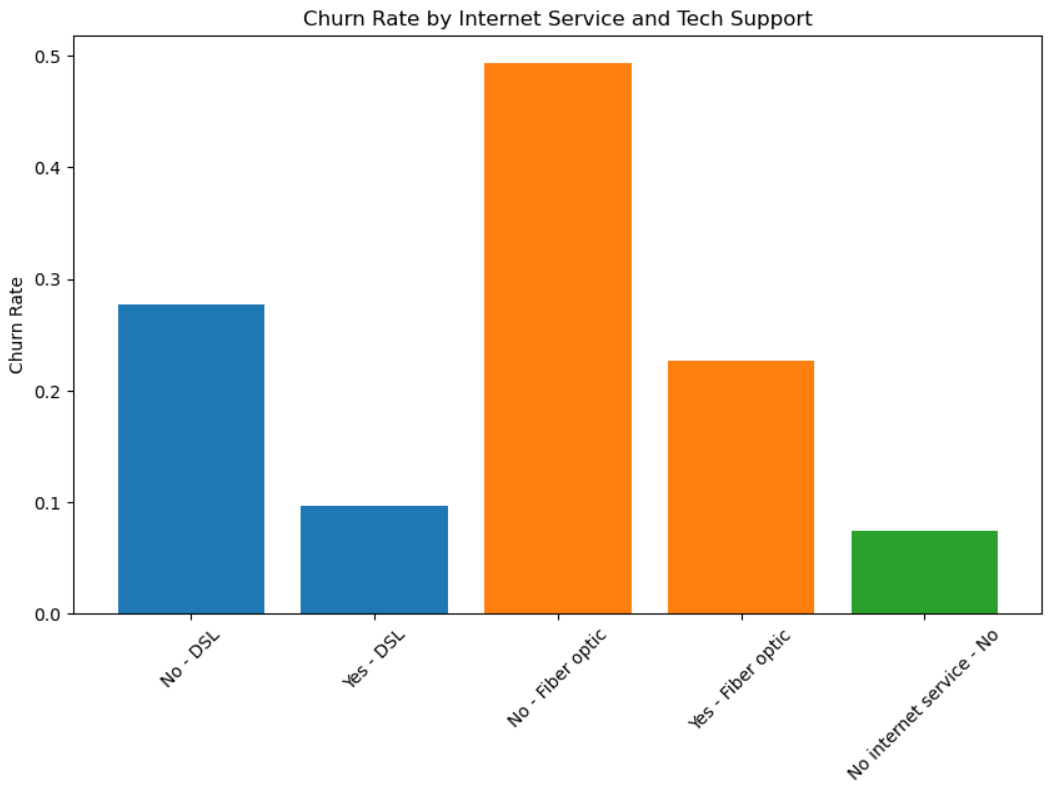 Churn Rate by Internet Service and Tech Support
Churn Rate
0.5
0.4
0.3
0.2
0.1
0.0
No - DSL
Yes - DSL
No - Fiber optic
Yes - Fiber optic
No internet service - No